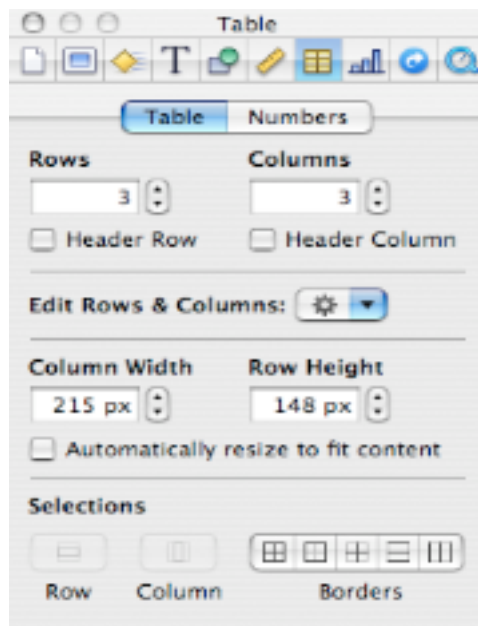 Table
T
Table Numbers
Rows Columns
3 3
Header Row Header Column
Edit Rows & Columns:
Column Width Row Height
215 px 148 px
Automatically resize to fit content
Selections
Row Column Borders